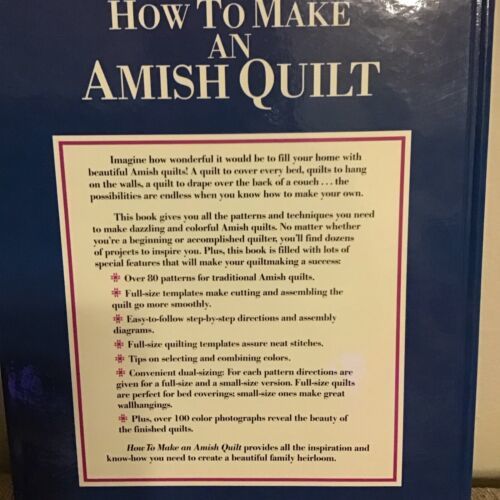 HOW TO MAKE
AN
AMISH QUILT
Imagine how wonderful it would be to fill your home with
beautiful Amish quilts! A quilt to cover every bed, quilts to hang
on the walls, a quilt to drape over the back of a couch . . . the
possibilities are endless when you know how to make your own.
This book gives you all the patterns and techniques you need
to make dazzling and colorful Amish quilts. No matter whether
you're a beginning or accomplished quilter, you'll find dozens
of projects to inspire you. Plus, this book is filled with lots of
special features that will make your quiltmaking a success:
Over 80 patterns for traditional Amish quilts.
Full-size templates make cutting and assembling the
quilt go more smoothly.
Easy-to-follow step-by-step directions and assembly
diagrams.
Full-size quilting templates assure neat stitches.
Tips on selecting and combining colors.
Convenient dual-sizing: For each pattern directions are
given for a full-size and a small-size version. Full-size quilts
are perfect for bed coverings; small-size ones make great
wallhangings.
Plus, over 100 color photographs reveal the beauty of
the finished quilts.
How To Make an Amish Quilt provides all the inspiration and
know-how you need to create a beautiful family heirloom.